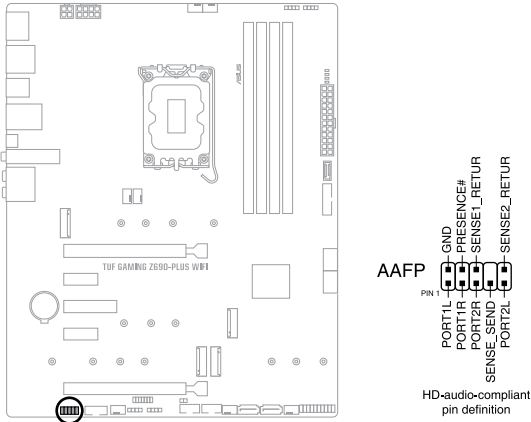 /SUS
TUF GAMING Z690-PLUS WIFI
AAFP
PIN 1
GND
PRESENCE#
SENSE1_RETUR
SENSE2_RETUR
PORT1L
PORT1R
PORT2R
SENSE_SEND
PORT2L
HD-audio-compliant
pin definition